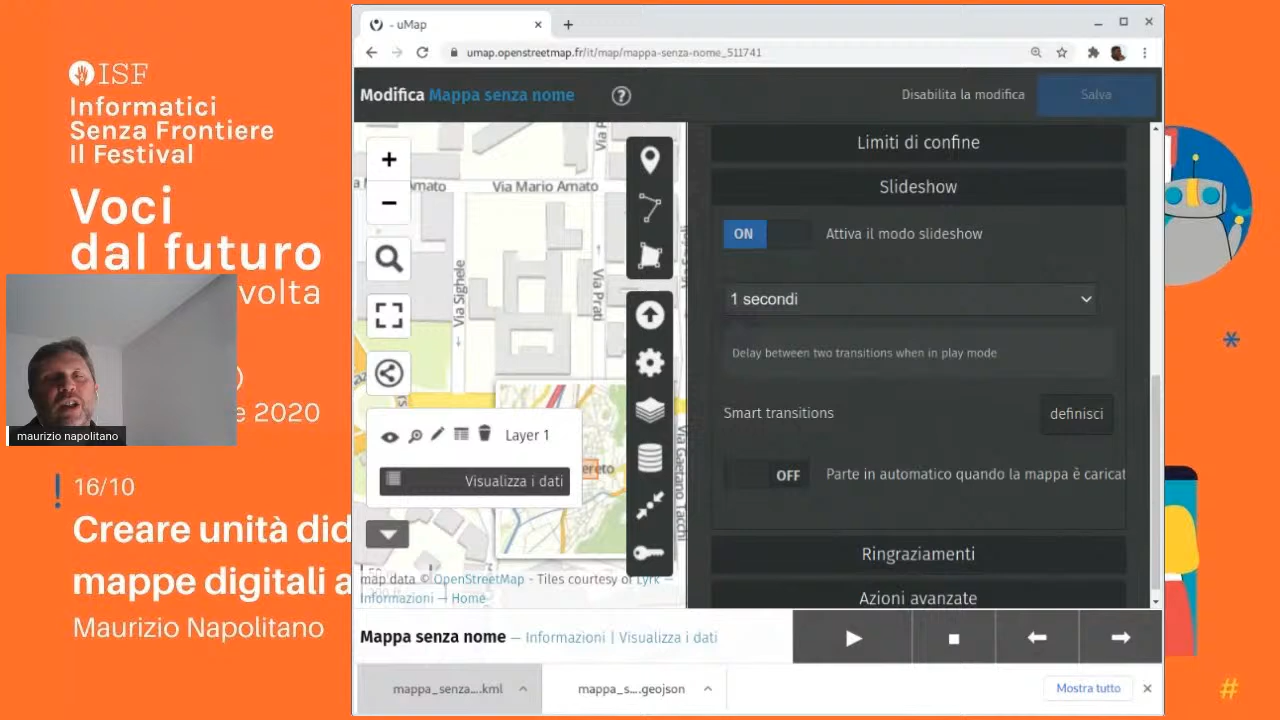 ISF
Informatici
Senza Frontiere
Il Festival
Voci
dal futuro
volta
)
e 2020
maurizio napolitano
! 16/10
Creare unità did
mappe digitali a
Maurizio Napolitano
- uMap
umap.openstreetmap.fr/it/map/mappa-senza-nome_511741
Modifica Mappa senza nome
Disabilita la modifica
Salva
+
−
Via Mario Amato
Amato
Via P
Via Sighele
Via Prati
Via Gaetano Tacchi
ereto
Layer 1
Visualizza i dati
map data © OpenStreetMap - Tiles courtesy of Lyrk —
Informazioni — Home
Limiti di confine
Slideshow
ON
Attiva il modo slideshow
1 secondi
Delay between two transitions when in play mode
Smart transitions
definisci
OFF
Parte in automatico quando la mappa è caricat
Ringraziamenti
Azioni avanzate
Mappa senza nome — Informazioni | Visualizza i dati
mappa_senza....kml
mappa_s....geojson
Mostra tutto
*
#